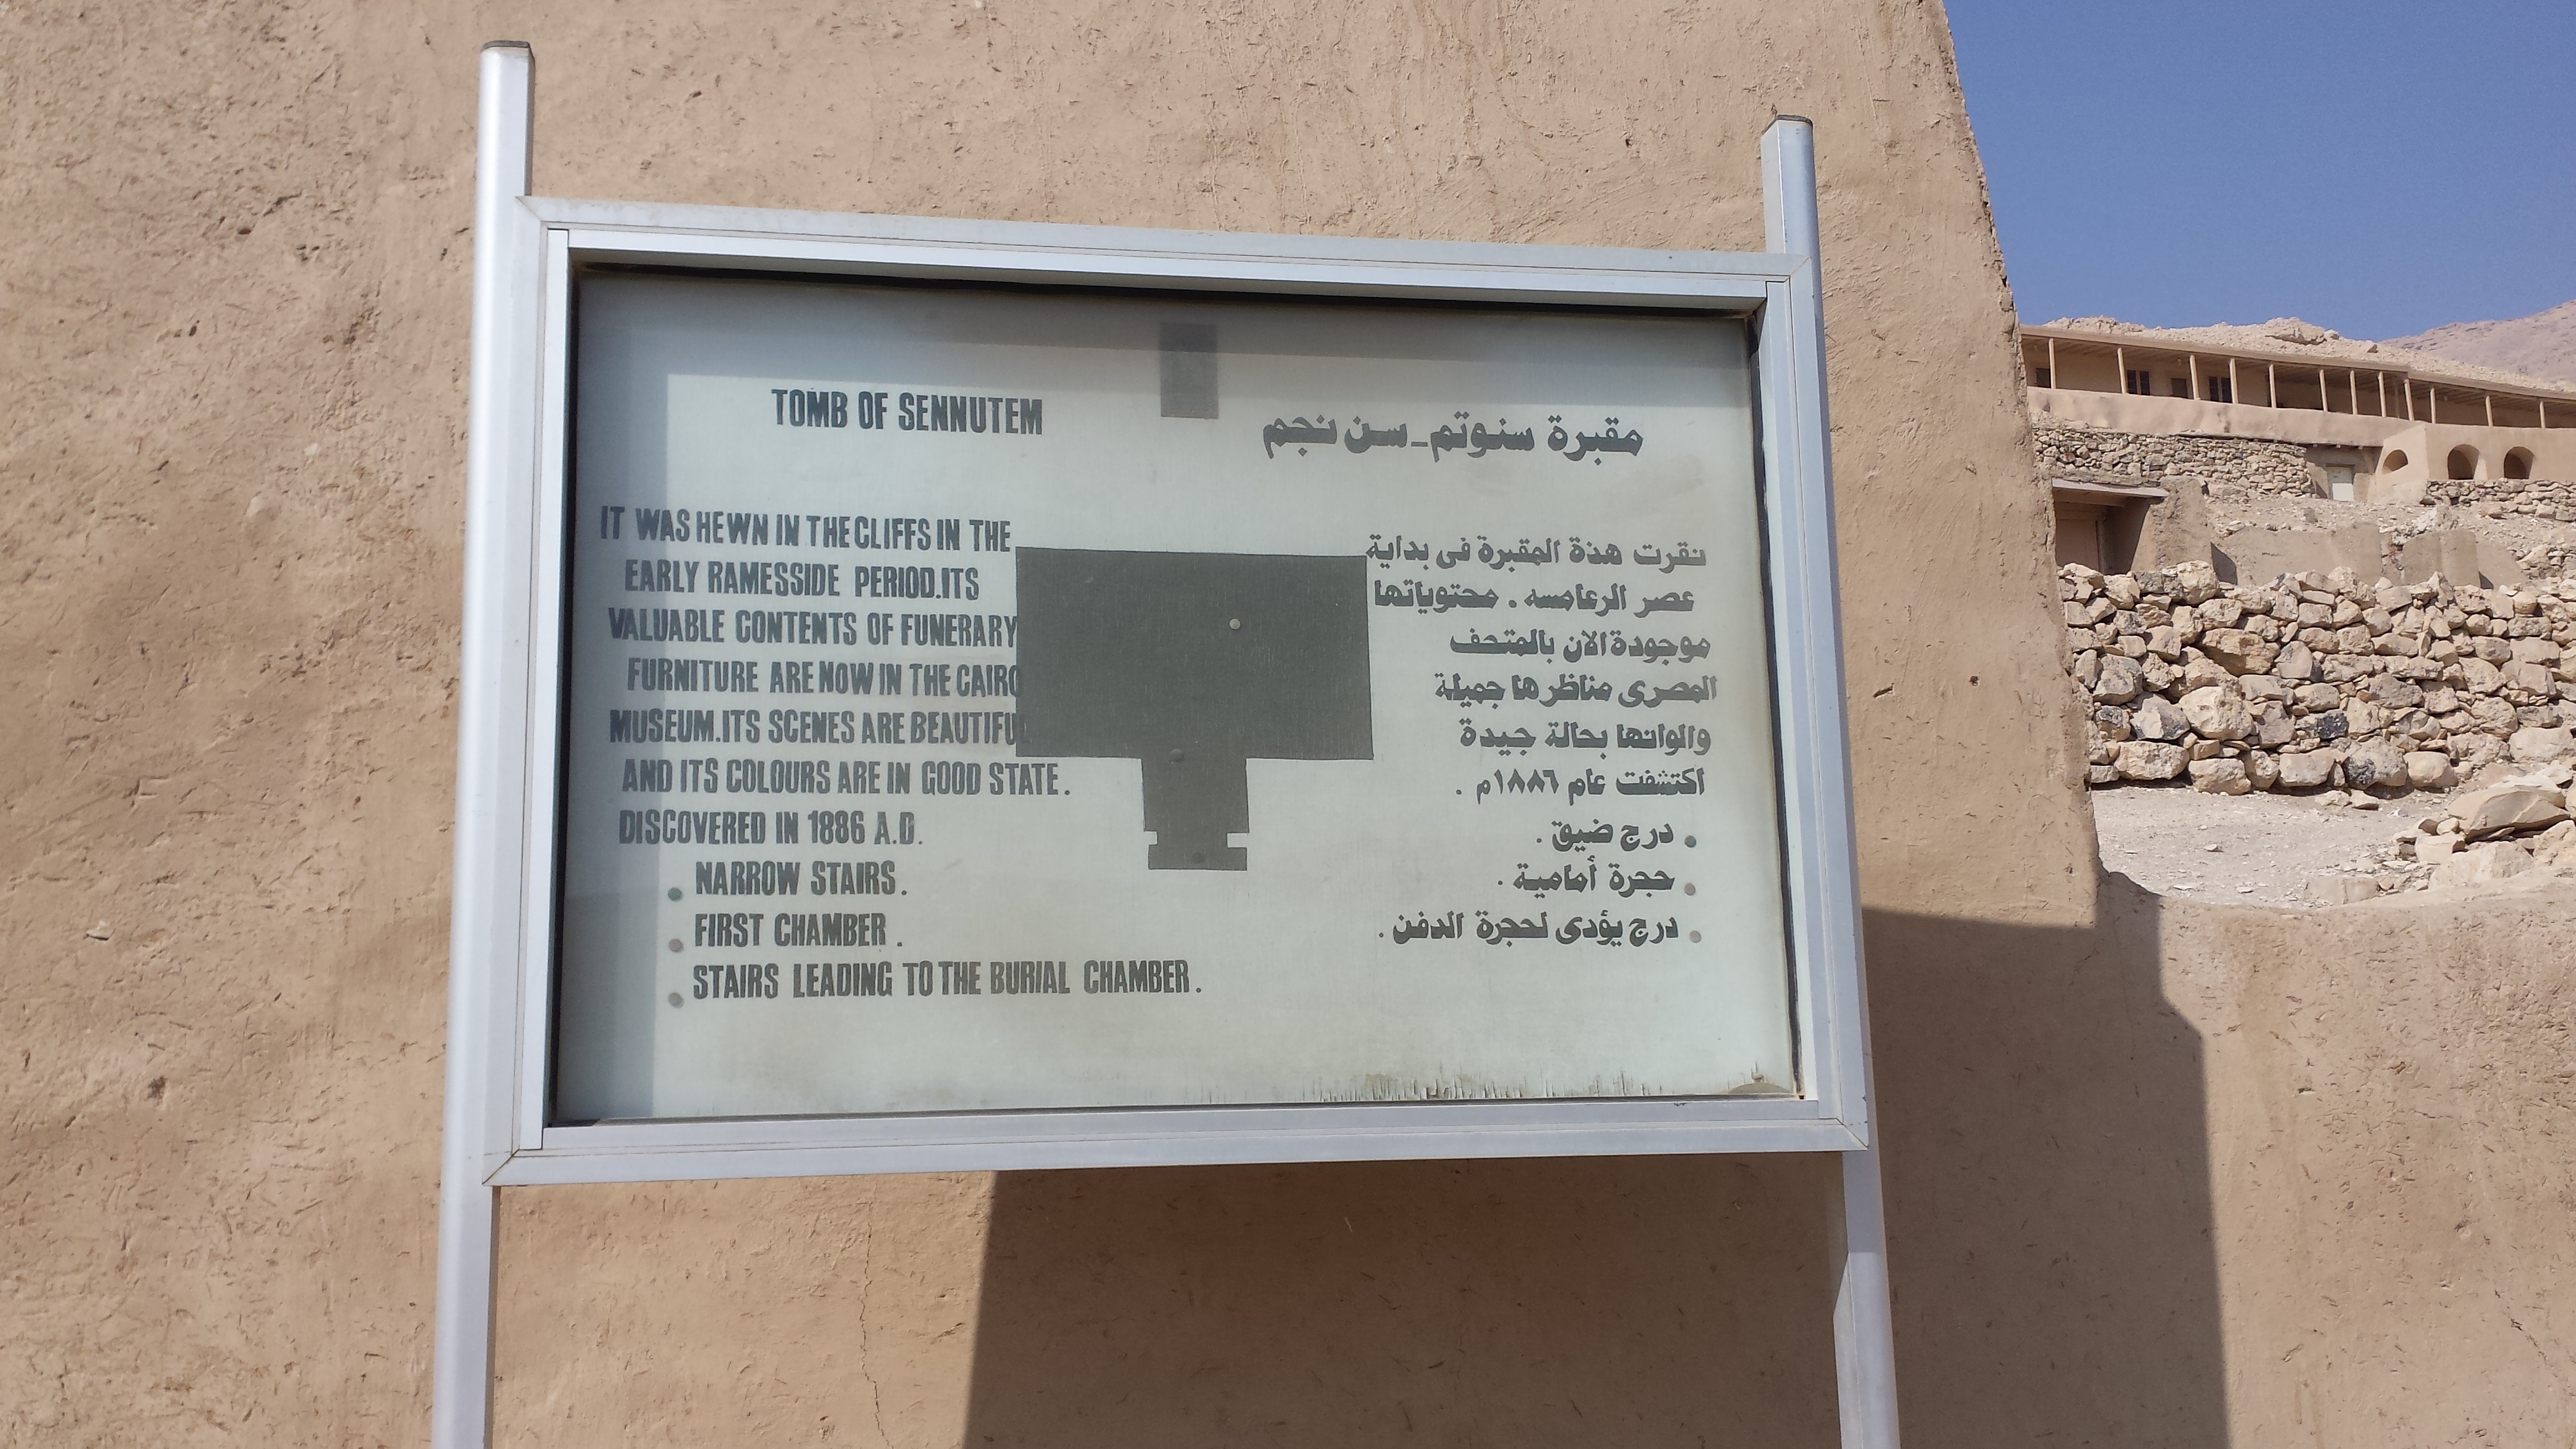 TOMB OF SENNUTEM
IT WAS HEWN IN THE CLIFFS IN THE
EARLY RAMESSIDE PERIOD.ITS
VALUABLE CONTENTS OF FUNERARY
FURNITURE ARE NOW IN THE CAIRO
MUSEUM.ITS SCENES ARE BEAUTIFUL
AND ITS COLOURS ARE IN GOOD STATE.
DISCOVERED IN 1886 A.D.
• NARROW STAIRS.
• FIRST CHAMBER.
• STAIRS LEADING TO THE BURIAL CHAMBER.
مقبرة سنوتم - سن نجم
نقرت هذة المقبرة فى بداية
عصر الرعامسه . محتوياتها
موجودة الان بالمتحف
المصرى مناظرها جميلة
والوانها بحالة جيدة
اكتشفت عام ١٨٨٦م .
• درج ضيق .
• حجرة أمامية .
• درج يؤدى لحجرة الدفن .